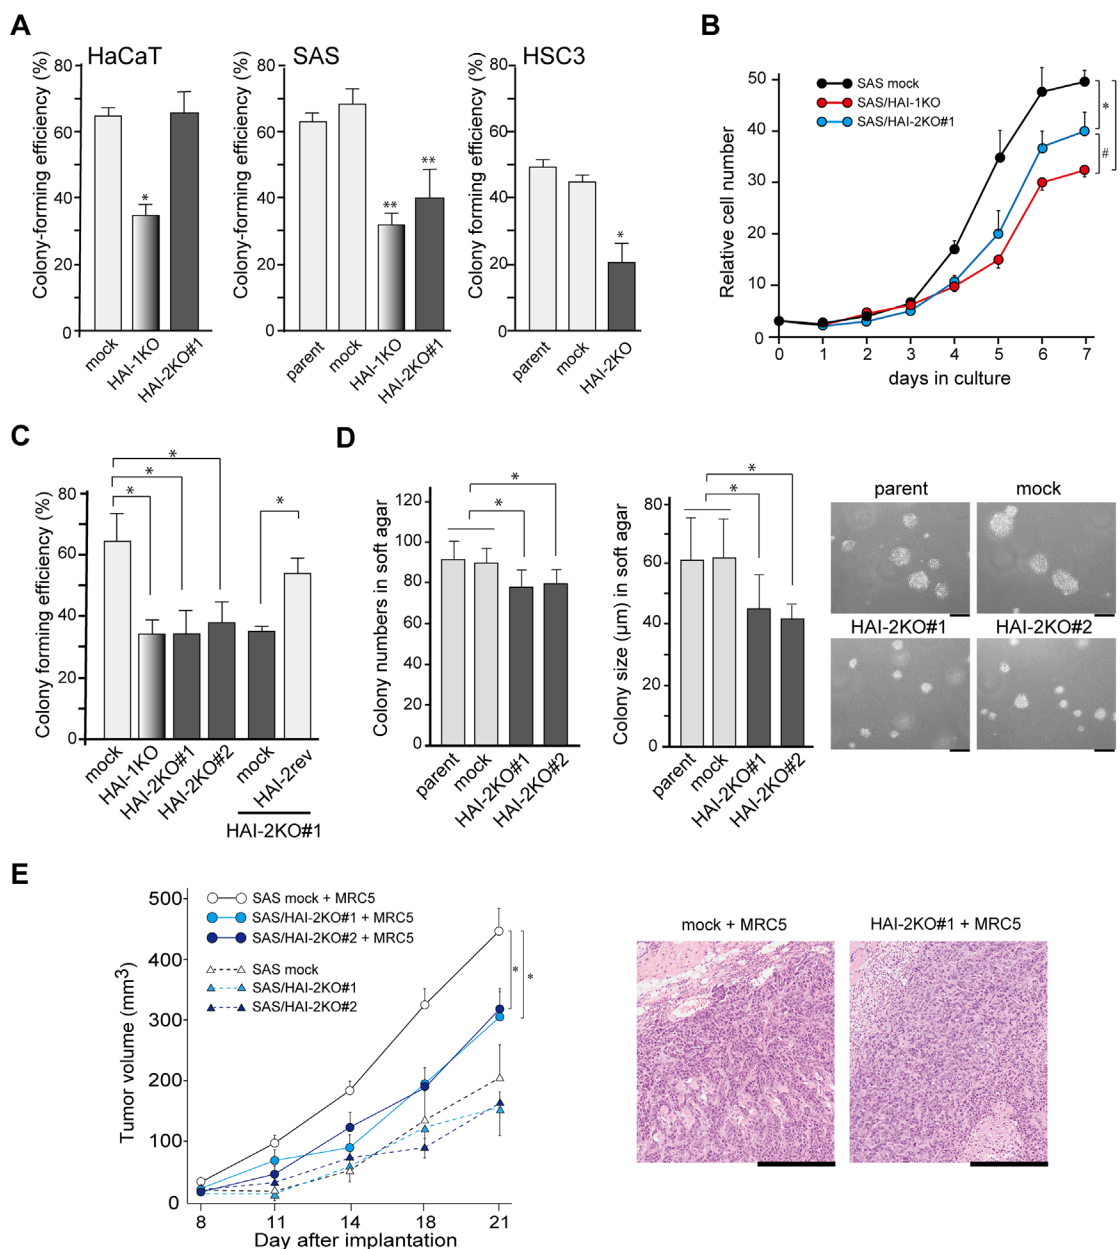 A
HaCaT
Colony-forming efficiency (%)
80
60
40
20
0
*
mock
HAI-1KO
HAI-2KO#1
SAS
Colony-forming efficiency (%)
80
60
40
20
0
**
**
parent
mock
HAI-1KO
HAI-2KO#1
HSC3
Colony forming efficiency (%)
80
60
40
20
0
*
parent
mock
HAI-2KO
B
Relative cell number
50
40
30
20
10
0
SAS mock
SAS/HAI-1KO
SAS/HAI-2KO#1
*
#
*
0 1 2 3 4 5 6 7
days in culture
C
Colony forming efficiency (%)
80
60
40
20
0
*
*
*
*
mock
HAI-1KO
HAI-2KO#1
HAI-2KO#2
mock
HAI-2rev
HAI-2KO#1
D
Colony numbers in soft agar
120
100
80
60
40
20
0
*
*
parent
mock
HAI-2KO#1
HAI-2KO#2
Colony size (μm) in soft agar
80
60
40
20
0
*
*
parent
mock
HAI-2KO#1
HAI-2KO#2
parent
mock
HAI-2KO#1
HAI-2KO#2
E
Tumor volume (mm3)
500
400
300
200
100
0
SAS mock + MRC5
SAS/HAI-2KO#1 + MRC5
SAS/HAI-2KO#2 + MRC5
SAS mock
SAS/HAI-2KO#1
SAS/HAI-2KO#2
*
*
8 11 14 18 21
Day after implantation
mock + MRC5
HAI-2KO#1 + MRC5